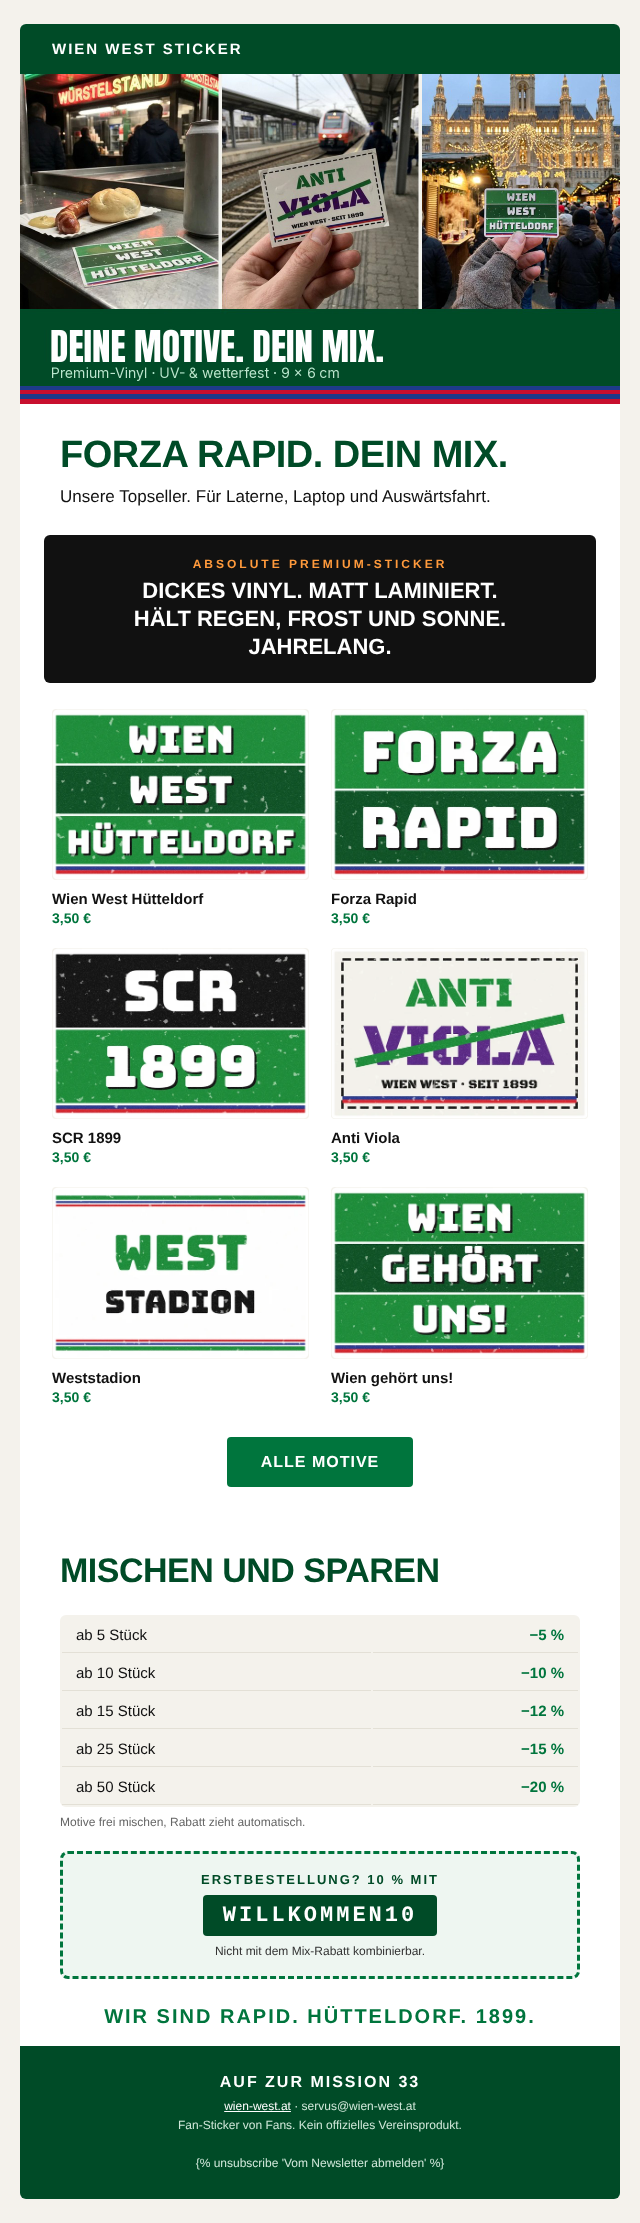 WIEN WEST STICKER
WÜRSTELSTAND
WIEN
WEST
HÜTTELDORF
ANTI
VIOLA
WIEN WEST · SEIT 1899
WIEN
WEST
HÜTTELDORF
DEINE MOTIVE. DEIN MIX.
Premium-Vinyl · UV- & wetterfest · 9 × 6 cm
FORZA RAPID. DEIN MIX.
Unsere Topseller. Für Laterne, Laptop und Auswärtsfahrt.
ABSOLUTE PREMIUM-STICKER
DICKES VINYL. MATT LAMINIERT.
HÄLT REGEN, FROST UND SONNE.
JAHRELANG.
WIEN
WEST
HÜTTELDORF
Wien West Hütteldorf
3,50 €
FORZA
RAPID
Forza Rapid
3,50 €
SCR
1899
SCR 1899
3,50 €
ANTI
VIOLA
WIEN WEST · SEIT 1899
Anti Viola
3,50 €
WEST
STADION
Weststadion
3,50 €
WIEN
GEHÖRT
UNS!
Wien gehört uns!
3,50 €
ALLE MOTIVE
MISCHEN UND SPAREN
ab 5 Stück −5 %
ab 10 Stück −10 %
ab 15 Stück −12 %
ab 25 Stück −15 %
ab 50 Stück −20 %
Motive frei mischen, Rabatt zieht automatisch.
ERSTBESTELLUNG? 10 % MIT
WILLKOMMEN10
Nicht mit dem Mix-Rabatt kombinierbar.
WIR SIND RAPID. HÜTTELDORF. 1899.
AUF ZUR MISSION 33
wien-west.at · servus@wien-west.at
Fan-Sticker von Fans. Kein offizielles Vereinsprodukt.
{% unsubscribe 'Vom Newsletter abmelden' %}